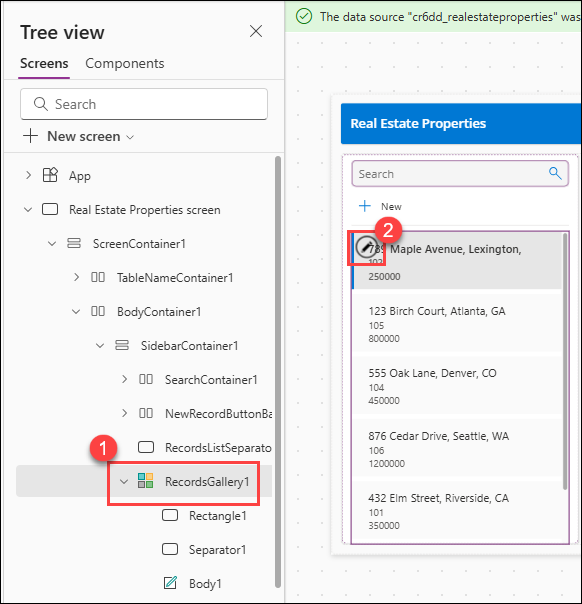 Tree view
Screens
Components
Search
New screen
App
Real Estate Properties screen
ScreenContainer1
TableNameContainer1
BodyContainer1
SidebarContainer1
SearchContainer1
NewRecordButtonBa
RecordsListSeparato
1
RecordsGallery1
Rectangle1
Separator1
Body1
The data source "cr6dd_realestateproperties" was
Real Estate Properties
Search
New
2
789 Maple Avenue, Lexington,
102
250000
123 Birch Court, Atlanta, GA
105
800000
555 Oak Lane, Denver, CO
104
450000
876 Cedar Drive, Seattle, WA
106
1200000
432 Elm Street, Riverside, CA
101
350000